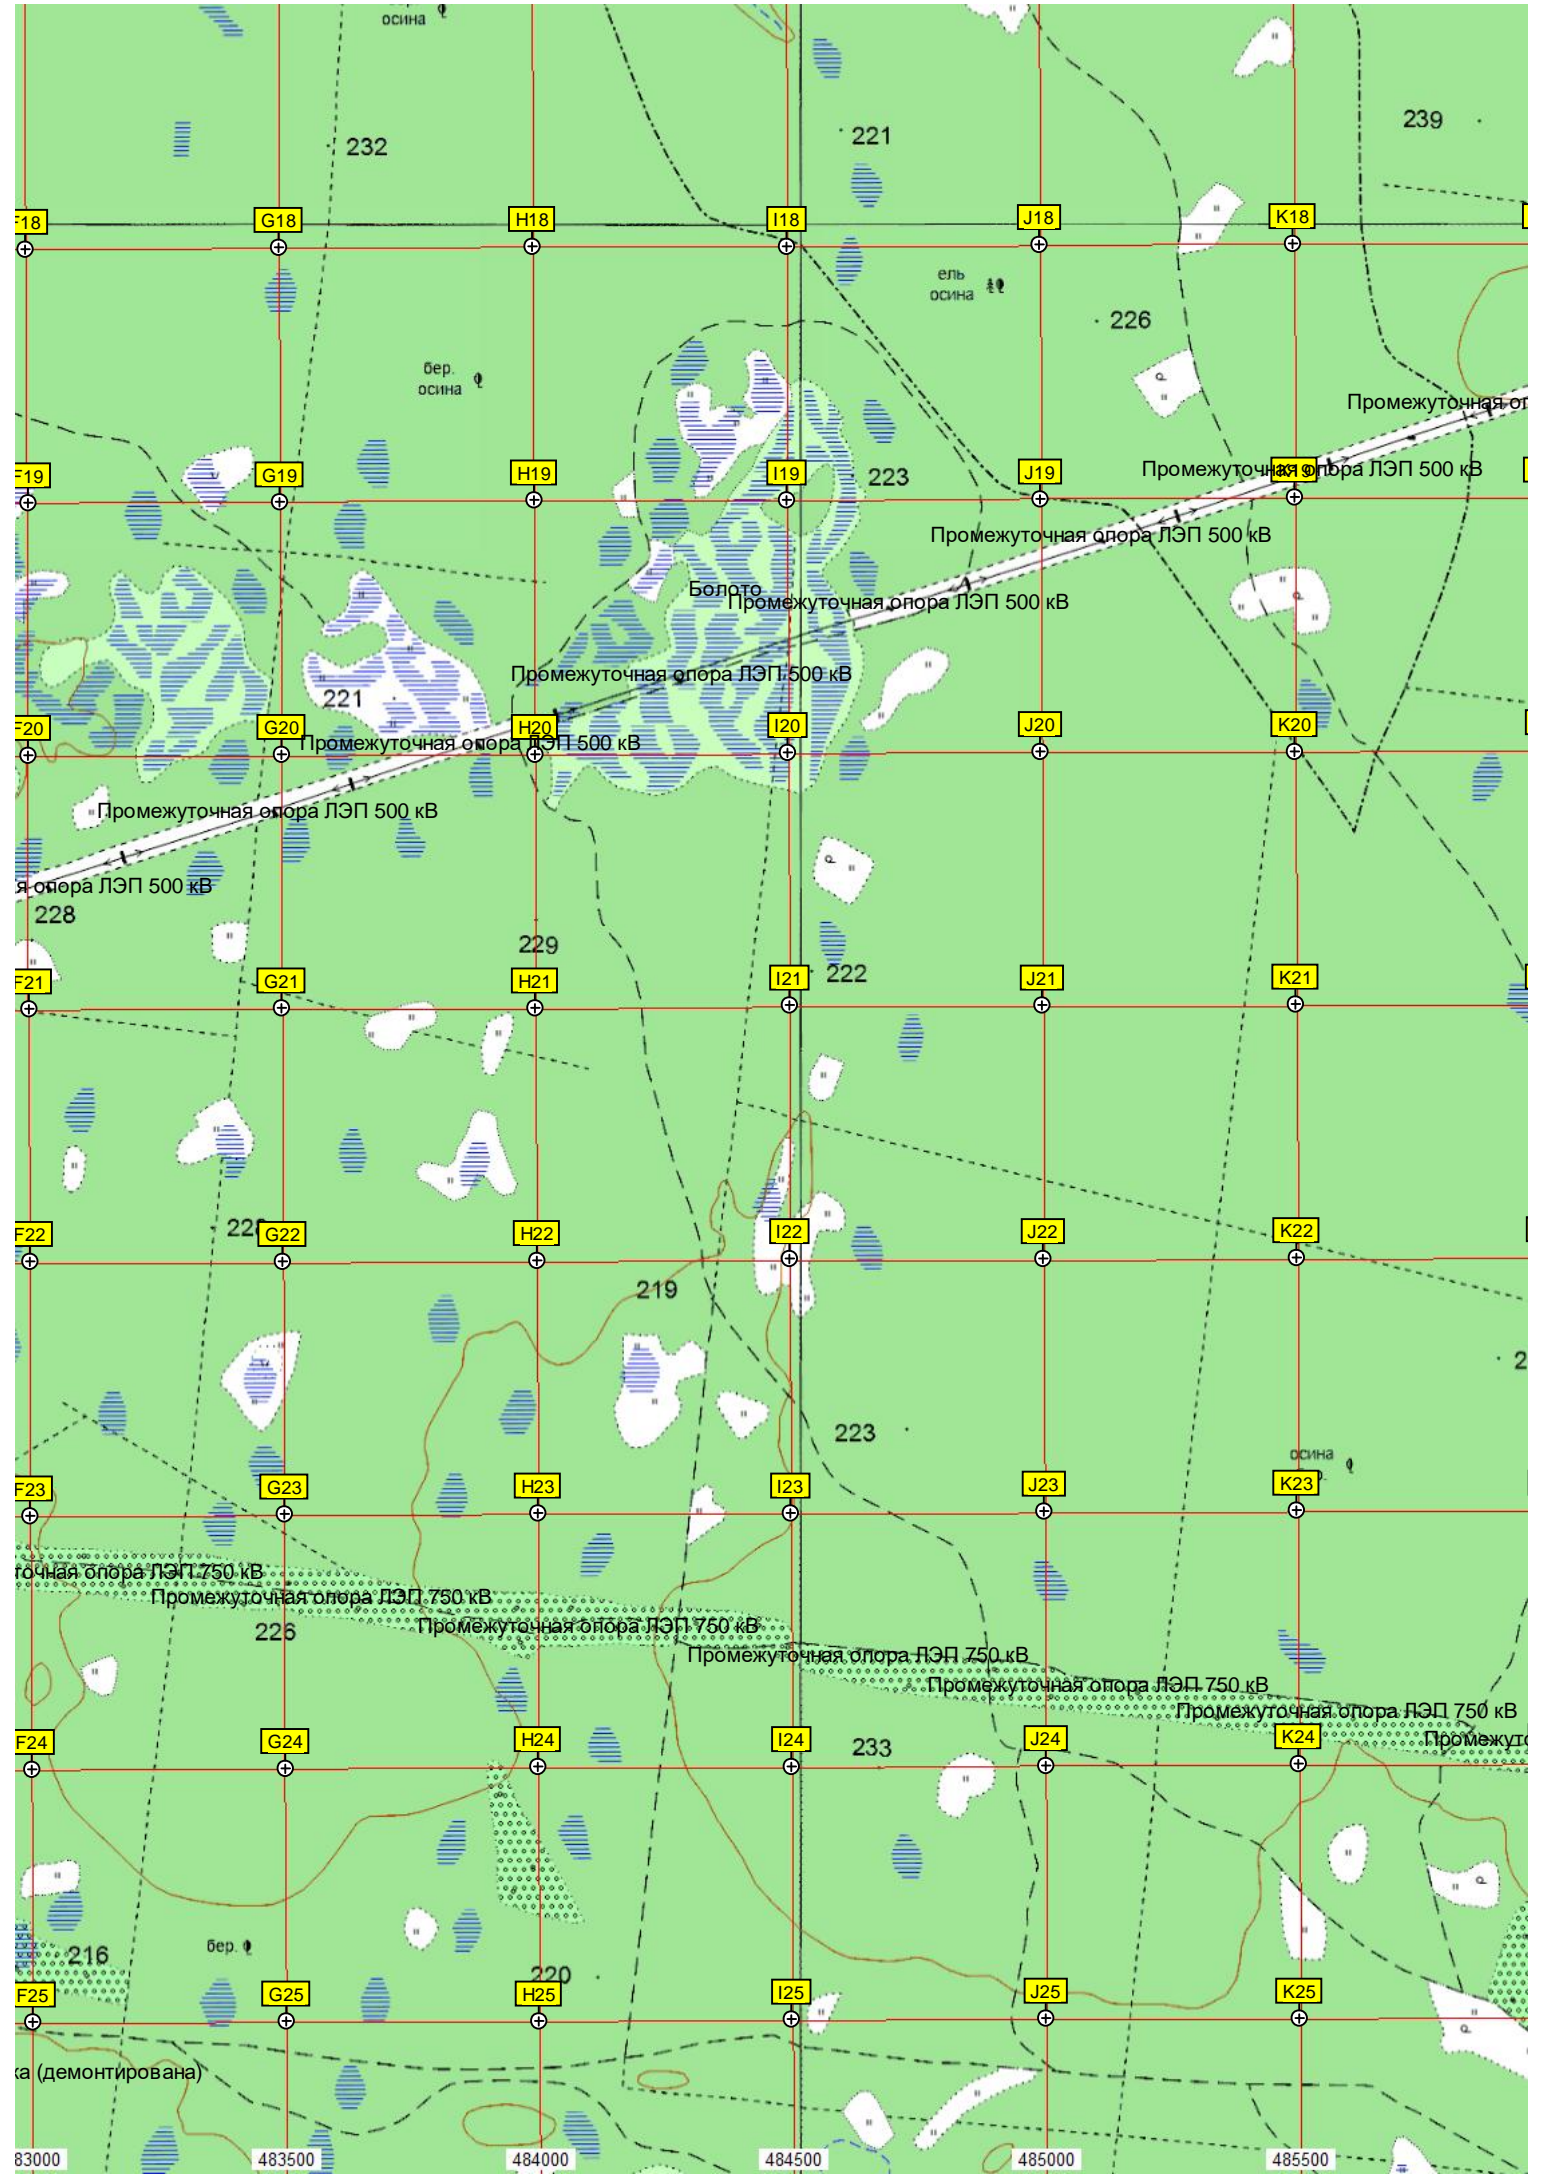 осина
232
221
239
F18
G18
H18
I18
J18
K18
ель
осина
226
бер.
осина
Промежуточная оп
F19
G19
H19
I19
223
J19
K19
Промежуточная опора ЛЭП 500 кВ
Промежуточная опора ЛЭП 500 кВ
Болото
Промежуточная опора ЛЭП 500 кВ
Промежуточная опора ЛЭП 500 кВ
221
F20
G20
H20
I20
J20
K20
Промежуточная опора ЛЭП 500 кВ
Промежуточная опора ЛЭП 500 кВ
я опора ЛЭП 500 кВ
228
229
222
F21
G21
H21
I21
J21
K21
228
F22
G22
H22
I22
J22
K22
219
2
223
осина
F23
G23
H23
I23
J23
K23
точная опора ЛЭП 750 кВ
Промежуточная опора ЛЭП 750 кВ
Промежуточная опора ЛЭП 750 кВ
226
Промежуточная опора ЛЭП 750 кВ
Промежуточная опора ЛЭП 750 кВ
Промежуточная опора ЛЭП 750 кВ
Промежуто
F24
G24
H24
I24
233
J24
K24
216
бер.
220
F25
G25
H25
I25
J25
K25
ка (демонтирована)
83000
483500
484000
484500
485000
485500